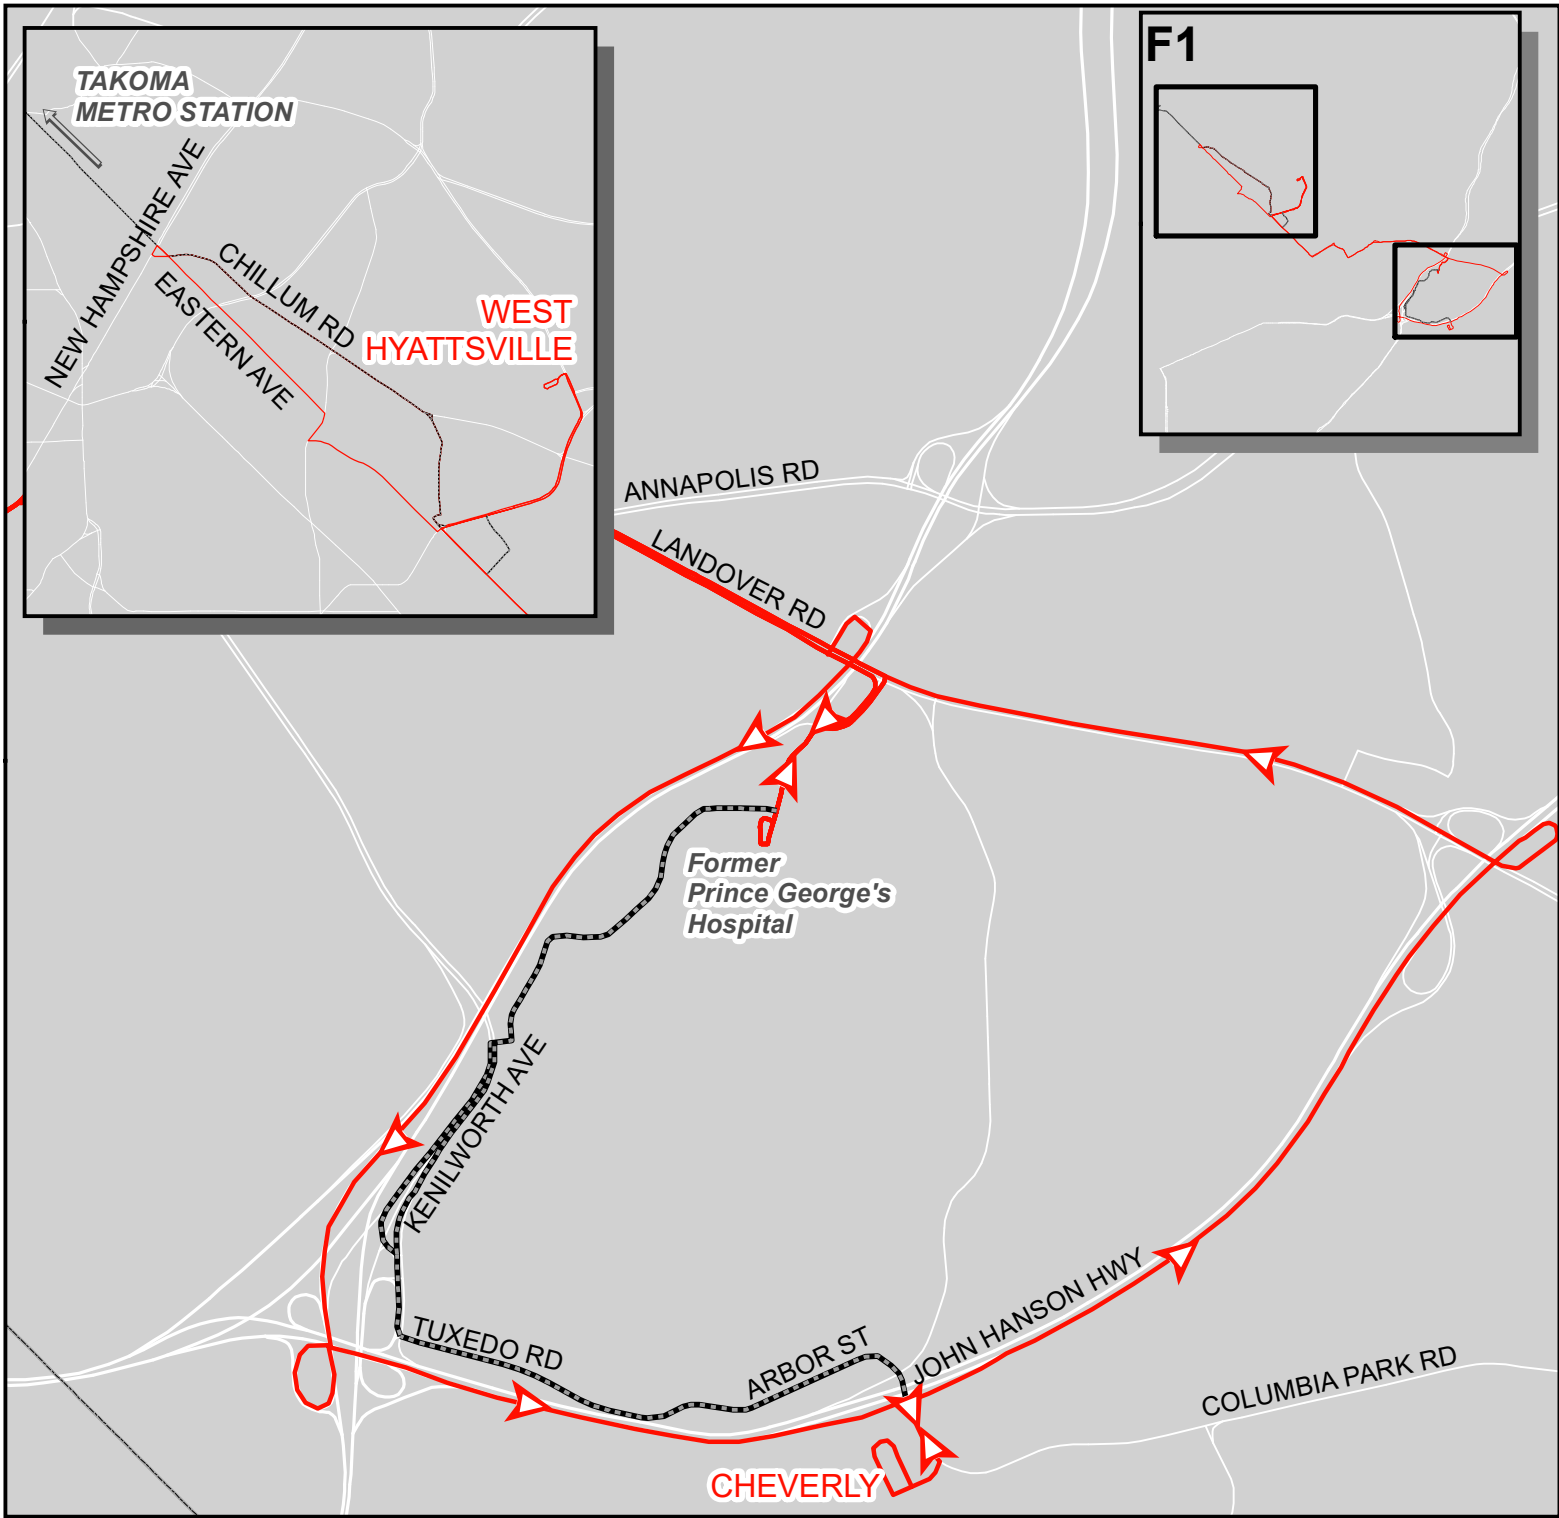 TAKOMA
METRO STATION
NEW HAMPSHIRE AVE
CHILLUM RD
EASTERN AVE
WEST
HYATTSVILLE
F1
ANNAPOLIS RD
LANDOVER RD
Former
Prince George's
Hospital
KENILWORTH AVE
TUXEDO RD
ARBOR ST
JOHN HANSON HWY
COLUMBIA PARK RD
CHEVERLY